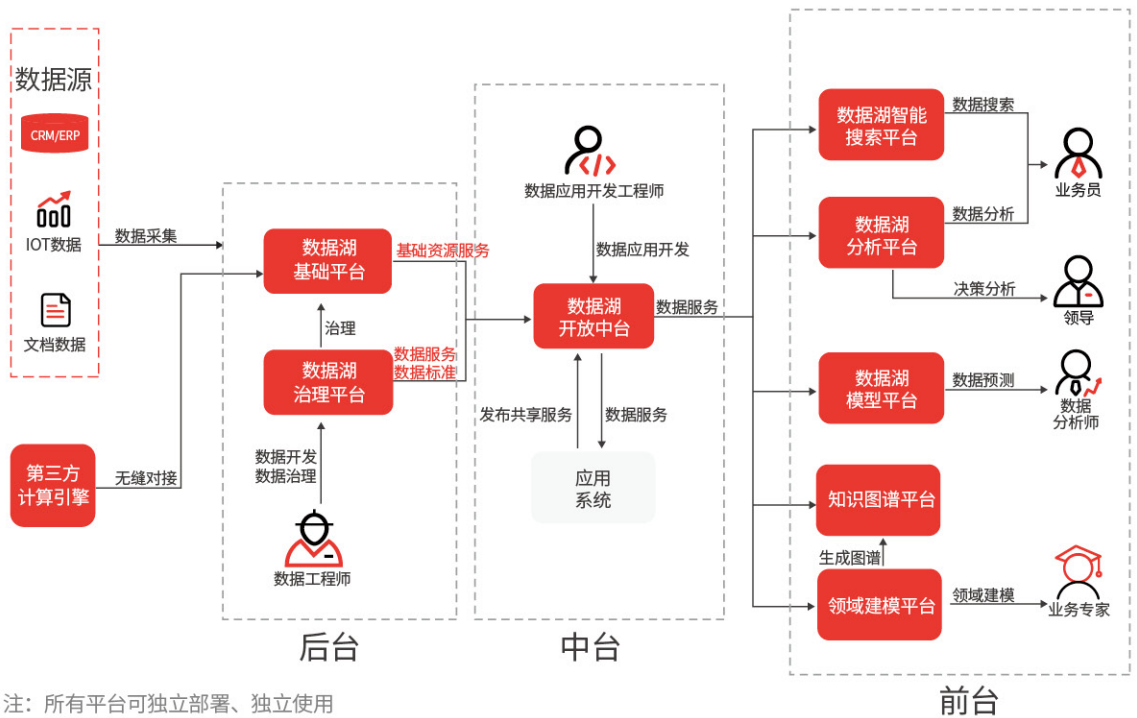 数据源
CRM/ERP
IOT数据
文档数据
第三方
计算引擎
数据采集
无缝对接
数据湖
基础平台
基础资源服务
治理
数据湖
治理平台
数据服务
数据标准
数据开发
数据治理
数据工程师
后台
数据应用开发工程师
数据应用开发
数据湖
开放中台
数据服务
发布共享服务
数据服务
应用
系统
中台
数据湖智能
搜索平台
数据搜索
业务员
数据湖
分析平台
数据分析
决策分析
领导
数据湖
模型平台
数据预测
数据
分析师
知识图谱平台
生成图谱
领域建模平台
领域建模
业务专家
前台
注：所有平台可独立部署、独立使用